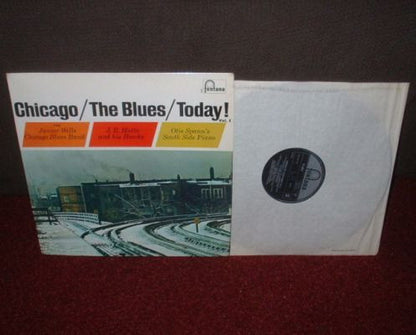 fontana
Chicago/The Blues/Today!
VOL. 1
Junior Wells
Chicago Blues Band
J. B. Hutto
and his Hawks
Otis Spann's
South Side Piano
fontana